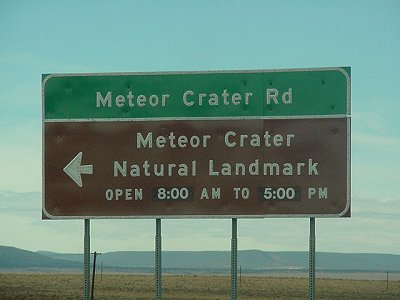 Meteor Crater Rd
Meteor Crater
Natural Landmark
OPEN 8:00 AM TO 5:00 PM